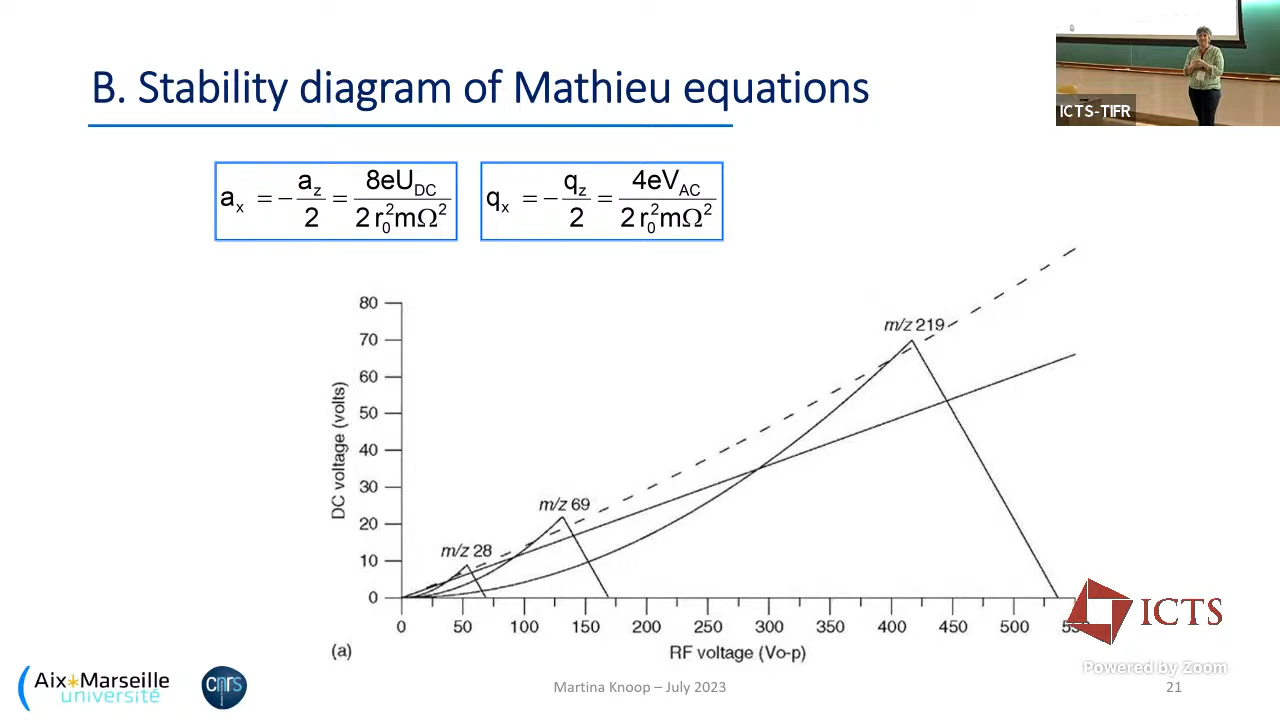 B. Stability diagram of Mathieu equations
ICTS-TIFR
a_x = − a_z/2 = 8eU_DC / 2 r_0^2 mΩ^2
q_x = − q_z/2 = 4eV_AC / 2 r_0^2 mΩ^2
DC voltage (volts)
80
70
60
50
40
30
20
10
0
m/z 28
m/z 69
m/z 219
0 50 100 150 200 250 300 350 400 450 500
RF voltage (Vo-p)
(a)
ICTS
Powered by Zoom
Aix*Marseille
université
cnrs
Martina Knoop – July 2023
21